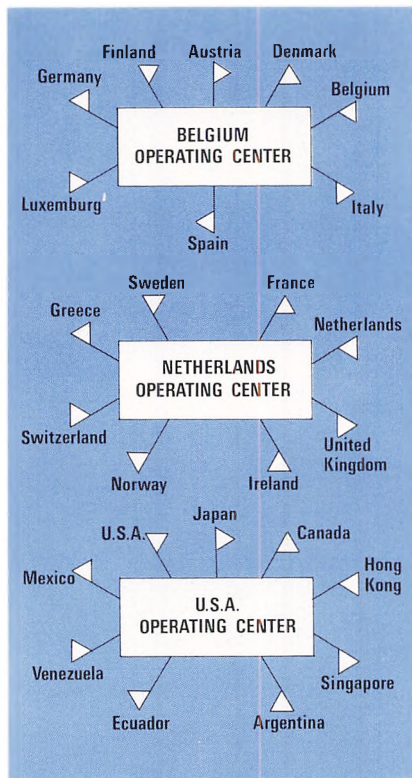 Finland
Austria
Denmark
Germany
Belgium
BELGIUM
OPERATING CENTER
Luxemburg
Italy
Spain
Sweden
France
Greece
Netherlands
NETHERLANDS
OPERATING CENTER
Switzerland
United
Kingdom
Norway
Ireland
Japan
U.S.A.
Canada
Mexico
Hong
Kong
U.S.A.
OPERATING CENTER
Venezuela
Singapore
Ecuador
Argentina